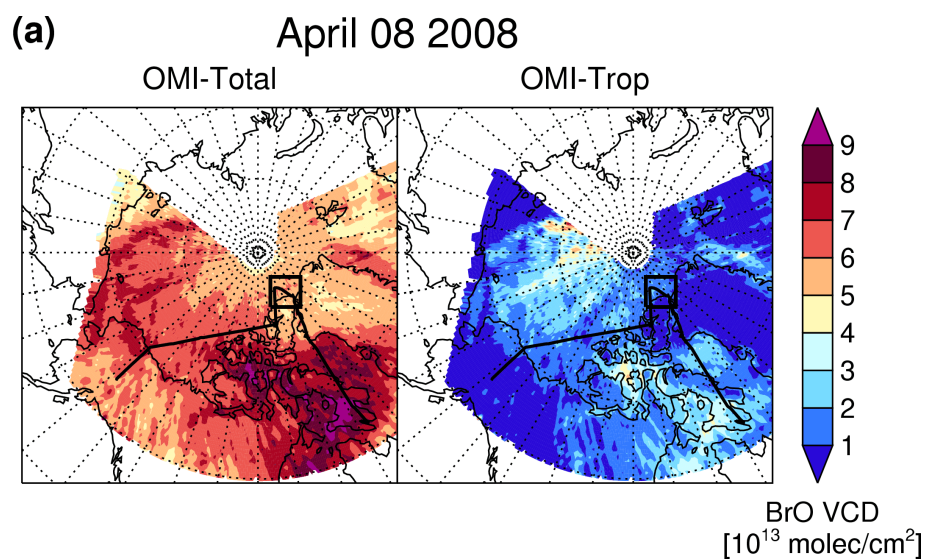 (a) April 08 2008
OMI-Total OMI-Trop
9
8
7
6
5
4
3
2
1
BrO VCD
[10¹³ molec/cm²]